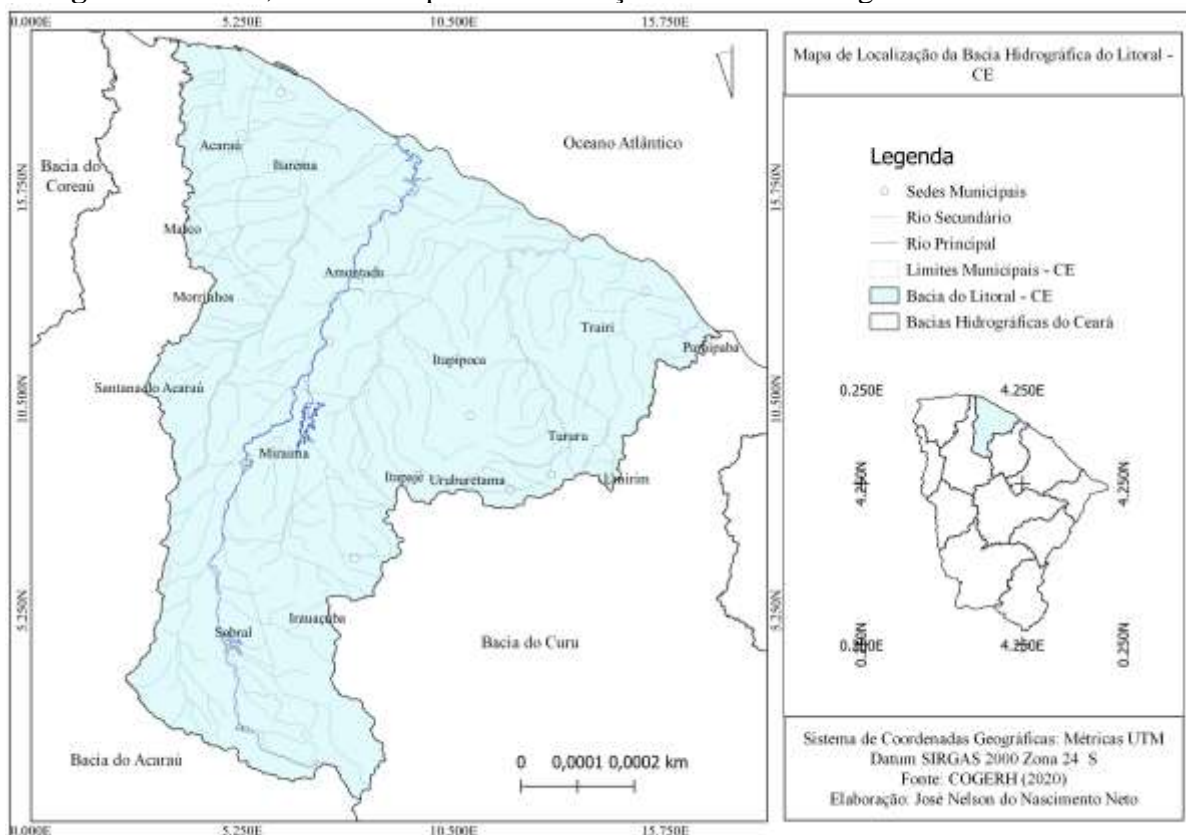 0.000E 5.250E 10.500E 15.750E
Mapa de Localização da Bacia Hidrográfica do Litoral -
CE
Oceano Atlântico
Acaraú
Itarema
Bacia do
Coreaú
15.750N
15.750N
Marco
Amontada
Morrinhos
Trairi
Paraipaba
Itapipoca
Santana do Acaraú
10.500N
10.500N
Tururu
Miraíma
Itapajé
Uruburetama
Umirim
Irauçuba
Sobral
5.250N
5.250N
Bacia do Curu
Bacia do Acaraú
0 0,0001 0,0002 km
0.000E 5.250E 10.500E 15.750E
Legenda
Sedes Municipais
Rio Secundário
Rio Principal
Limites Municipais - CE
Bacia do Litoral - CE
Bacias Hidrográficas do Ceará
0.250E 4.250E
4.250N
4.250N
0.250E 4.250E
0.250N
0.250N
Sistema de Coordenadas Geográficas: Métricas UTM
Datum SIRGAS 2000 Zona 24 S
Fonte: COGERH (2020)
Elaboração: José Nelson do Nascimento Neto